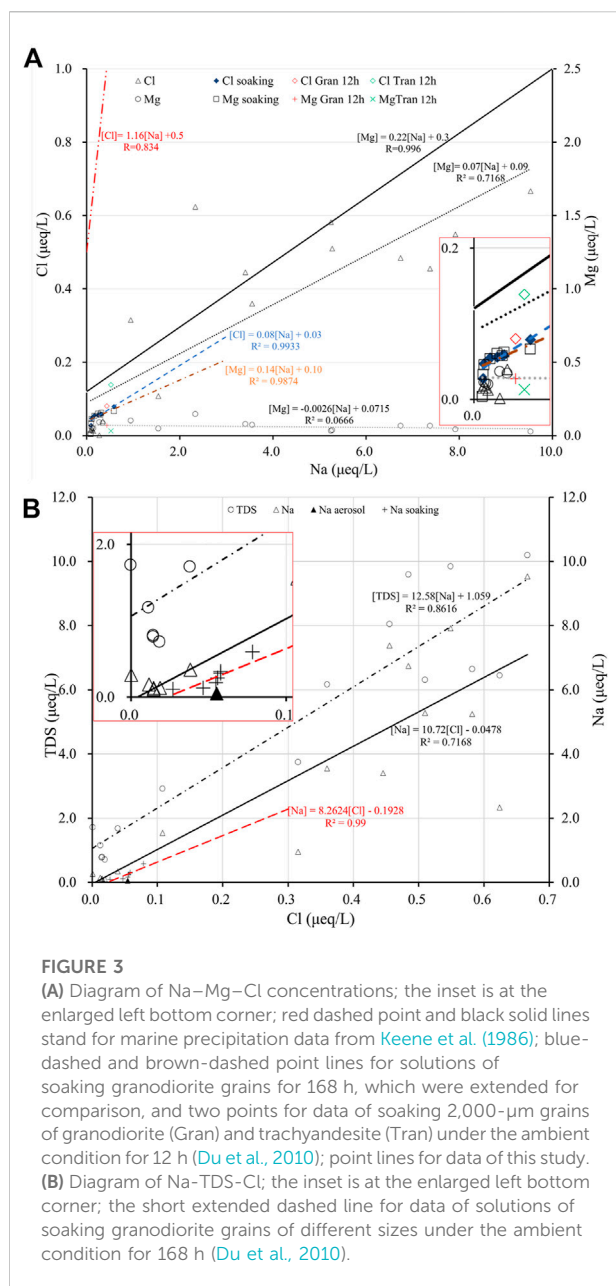 A
Cl
Cl soaking
Cl Gran 12h
Cl Tran 12h
Mg
Mg soaking
Mg Gran 12h
MgTran 12h
1.0
0.8
0.6
0.4
0.2
0.0
Cl (μeq/L)
2.5
2.0
1.5
1.0
0.5
0.0
Mg (μeq/L)
[Cl]= 1.16[Na] +0.5
R=0.834
[Mg] = 0.22[Na] + 0.3
R=0.996
[Mg]= 0.07[Na] + 0.09
R² = 0.7168
[Cl] = 0.08[Na] + 0.03
R² = 0.9933
[Mg] = 0.14[Na] + 0.10
R² = 0.9874
[Mg] = -0.0026[Na] + 0.0715
R² = 0.0666
0.2
0.0
0.0
0.0 2.0 4.0 6.0 8.0 10.0
Na (μeq/L)
B
TDS
Na
Na aerosol
Na soaking
12.0
10.0
8.0
6.0
4.0
2.0
0.0
TDS (μeq/L)
12.0
10.0
8.0
6.0
4.0
2.0
0.0
Na (μeq/L)
2.0
0.0
0.0
0.1
[TDS] = 12.58[Na] + 1.059
R² = 0.8616
[Na] = 10.72[Cl] - 0.0478
R² = 0.7168
[Na] = 8.2624[Cl] - 0.1928
R² = 0.99
0.0 0.1 0.2 0.3 0.4 0.5 0.6 0.7
Cl (μeq/L)
FIGURE 3
(A) Diagram of Na–Mg–Cl concentrations; the inset is at the
enlarged left bottom corner; red dashed point and black solid lines
stand for marine precipitation data from Keene et al. (1986); blue-
dashed and brown-dashed point lines for solutions of
soaking granodiorite grains for 168 h, which were extended for
comparison, and two points for data of soaking 2,000-μm grains
of granodiorite (Gran) and trachyandesite (Tran) under the ambient
condition for 12 h (Du et al., 2010); point lines for data of this study.
(B) Diagram of Na-TDS-Cl; the inset is at the enlarged left bottom
corner; the short extended dashed line for data of solutions of
soaking granodiorite grains of different sizes under the ambient
condition for 168 h (Du et al., 2010).